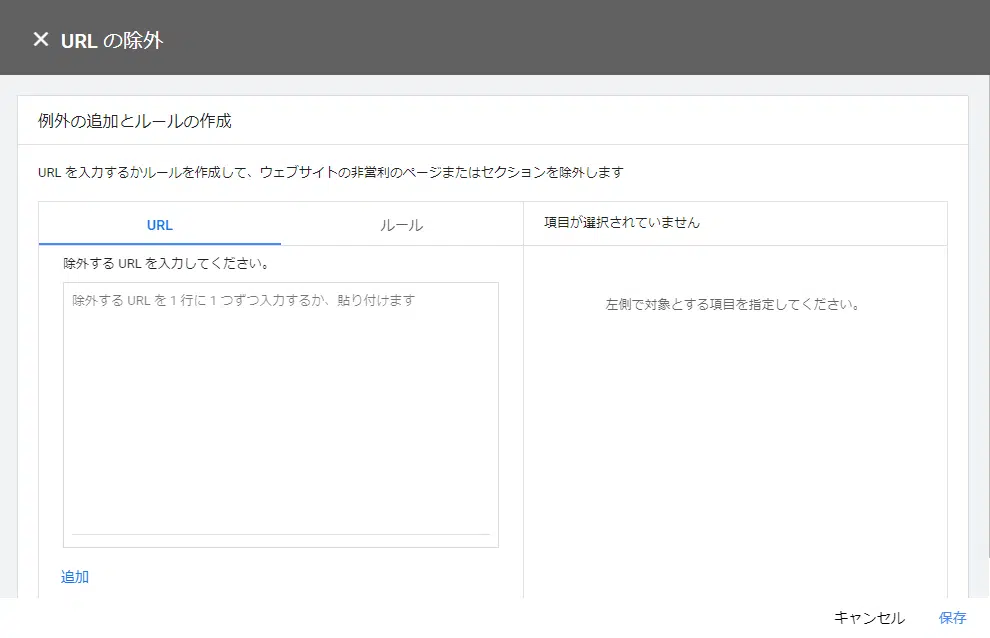 URL の除外
例外の追加とルールの作成
URL を入力するかルールを作成して、ウェブサイトの非営利のページまたはセクションを除外します
URL
ルール
項目が選択されていません
除外する URL を入力してください。
除外する URL を 1 行に 1 つずつ入力するか、貼り付けます
左側で対象とする項目を指定してください。
追加
キャンセル
保存